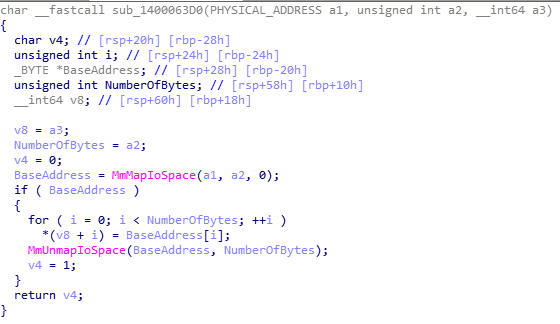 char __fastcall sub_1400063D0(PHYSICAL_ADDRESS a1, unsigned int a2, __int64 a3)
{
  char v4; // [rsp+20h] [rbp-28h]
  unsigned int i; // [rsp+24h] [rbp-24h]
  _BYTE *BaseAddress; // [rsp+28h] [rbp-20h]
  unsigned int NumberOfBytes; // [rsp+58h] [rbp+10h]
  __int64 v8; // [rsp+60h] [rbp+18h]

  v8 = a3;
  NumberOfBytes = a2;
  v4 = 0;
  BaseAddress = MmMapIoSpace(a1, a2, 0);
  if ( BaseAddress )
  {
    for ( i = 0; i < NumberOfBytes; ++i )
      *(v8 + i) = BaseAddress[i];
    MmUnmapIoSpace(BaseAddress, NumberOfBytes);
    v4 = 1;
  }
  return v4;
}